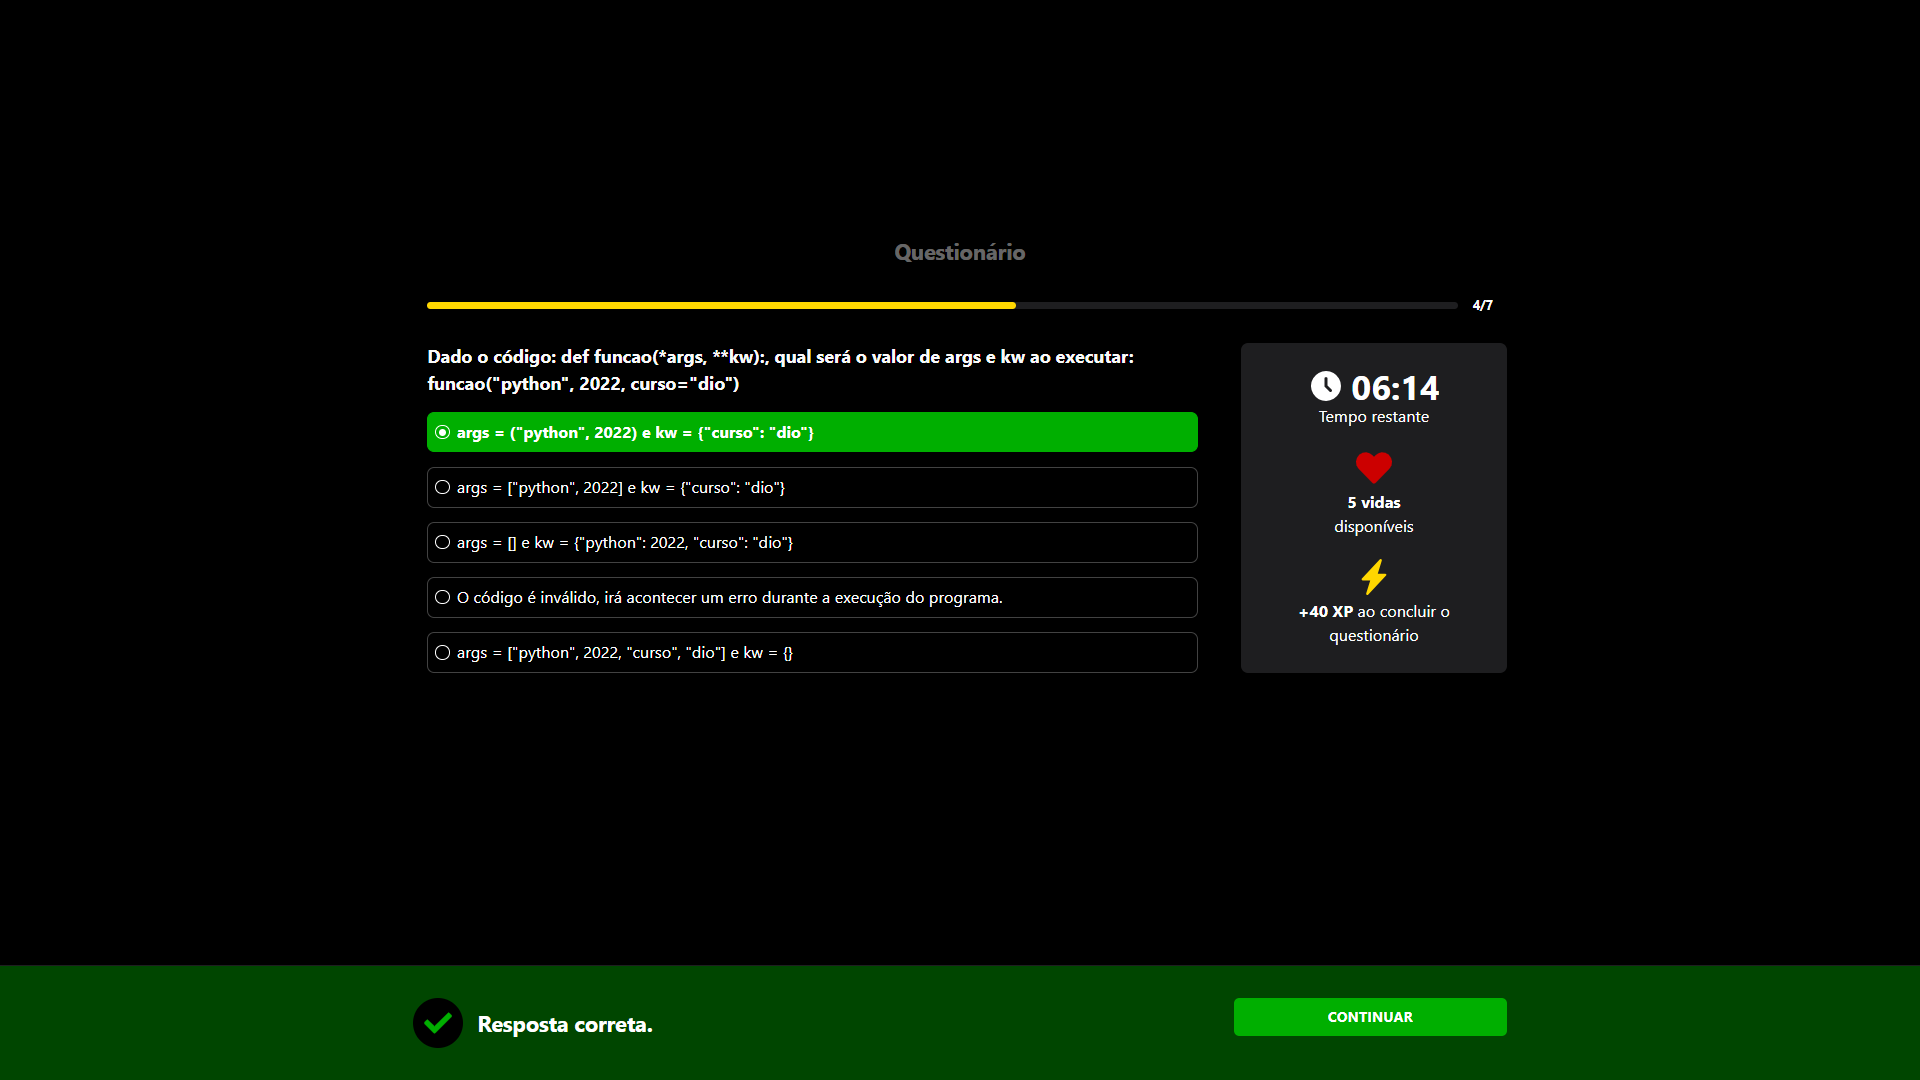 Questionário
4/7
Dado o código: def funcao(*args, **kw):, qual será o valor de args e kw ao executar:
funcao("python", 2022, curso="dio")
args = ("python", 2022) e kw = {"curso": "dio"}
args = ["python", 2022] e kw = {"curso": "dio"}
args = [] e kw = {"python": 2022, "curso": "dio"}
O código é inválido, irá acontecer um erro durante a execução do programa.
args = ["python", 2022, "curso", "dio"] e kw = {}
06:14
Tempo restante
5 vidas
disponíveis
+40 XP ao concluir o
questionário
Resposta correta.
CONTINUAR